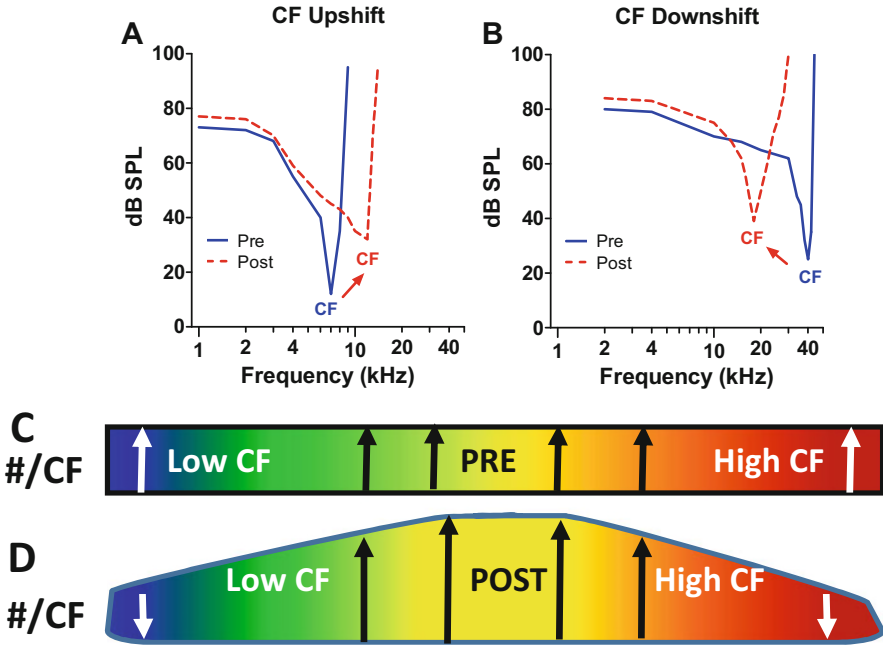 A
CF Upshift
100
80
60
40
20
0
dB SPL
Pre
Post
CF
CF
1
2
4
10
20
40
Frequency (kHz)
B
CF Downshift
100
80
60
40
20
0
dB SPL
Pre
Post
CF
CF
1
2
4
10
20
40
Frequency (kHz)
C
#/CF
Low CF
PRE
High CF
D
#/CF
Low CF
POST
High CF